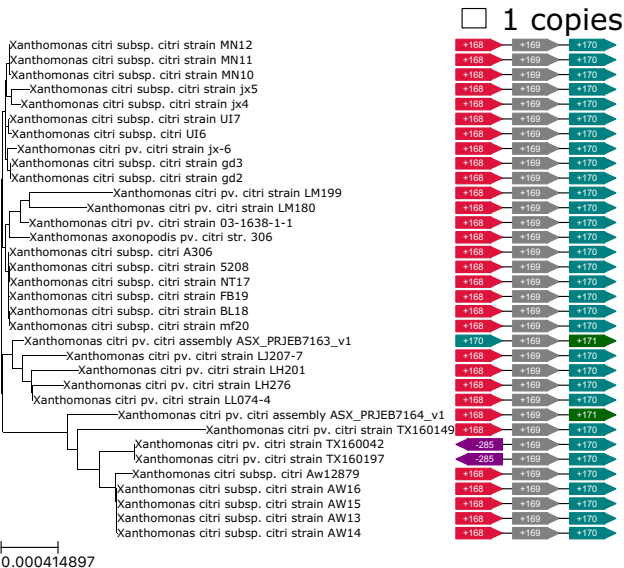 1 copies
Xanthomonas citri subsp. citri strain MN12 +168 +169 +170
Xanthomonas citri subsp. citri strain MN11 +168 +169 +170
Xanthomonas citri subsp. citri strain MN10 +168 +169 +170
Xanthomonas citri subsp. citri strain jx5 +168 +169 +170
Xanthomonas citri subsp. citri strain jx4 +168 +169 +170
Xanthomonas citri subsp. citri strain UI7 +168 +169 +170
Xanthomonas citri subsp. citri UI6 +168 +169 +170
Xanthomonas citri pv. citri strain jx-6 +168 +169 +170
Xanthomonas citri subsp. citri strain gd3 +168 +169 +170
Xanthomonas citri subsp. citri strain gd2 +168 +169 +170
Xanthomonas citri pv. citri strain LM199 +168 +169 +170
Xanthomonas citri pv. citri strain LM180 +168 +169 +170
Xanthomonas citri pv. citri strain 03-1638-1-1 +168 +169 +170
Xanthomonas axonopodis pv. citri str. 306 +168 +169 +170
Xanthomonas citri subsp. citri A306 +168 +169 +170
Xanthomonas citri subsp. citri strain 5208 +168 +169 +170
Xanthomonas citri subsp. citri strain NT17 +168 +169 +170
Xanthomonas citri subsp. citri strain FB19 +168 +169 +170
Xanthomonas citri subsp. citri strain BL18 +168 +169 +170
Xanthomonas citri subsp. citri strain mf20 +168 +169 +170
Xanthomonas citri pv. citri assembly ASX_PRJEB7163_v1 +170 +169 +171
Xanthomonas citri pv. citri strain LJ207-7 +168 +169 +170
Xanthomonas citri pv. citri strain LH201 +168 +169 +170
Xanthomonas citri pv. citri strain LH276 +168 +169 +170
Xanthomonas citri pv. citri strain LL074-4 +168 +169 +170
Xanthomonas citri pv. citri assembly ASX_PRJEB7164_v1 +168 +169 +171
Xanthomonas citri pv. citri strain TX160149 +168 +169 +170
Xanthomonas citri pv. citri strain TX160042 -285 +169 +170
Xanthomonas citri pv. citri strain TX160197 -285 +169 +170
Xanthomonas citri subsp. citri Aw12879 +168 +169 +170
Xanthomonas citri subsp. citri strain AW16 +168 +169 +170
Xanthomonas citri subsp. citri strain AW15 +168 +169 +170
Xanthomonas citri subsp. citri strain AW13 +168 +169 +170
Xanthomonas citri subsp. citri strain AW14 +168 +169 +170
0.000414897